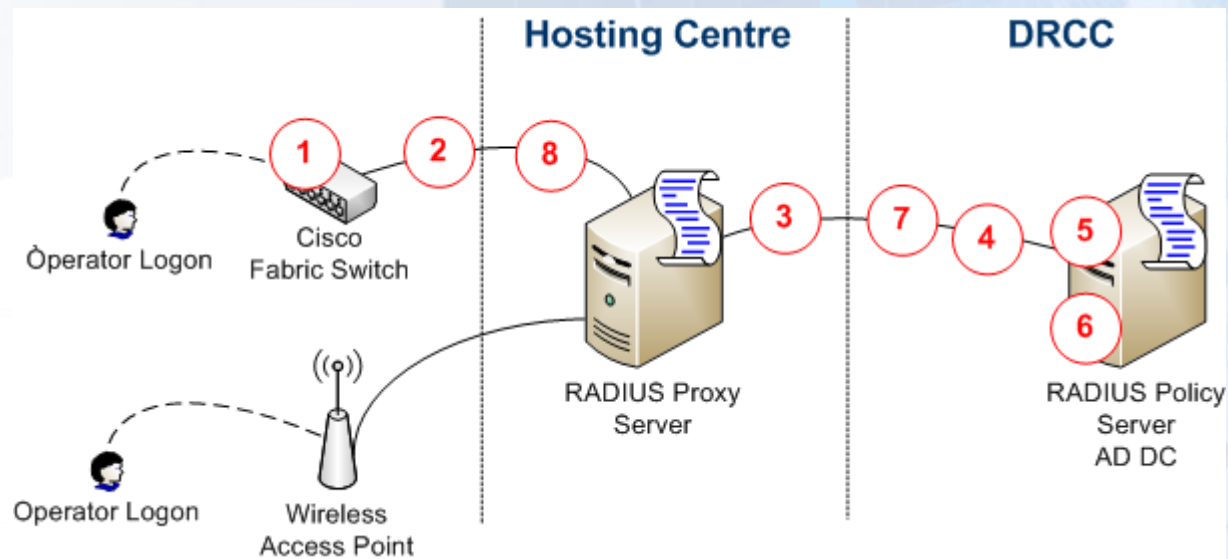 Hosting Centre
DRCC
1
2
8
3
7
4
5
6
Òperator Logon
Cisco
Fabric Switch
RADIUS Proxy
Server
RADIUS Policy
Server
AD DC
Operator Logon
Wireless
Access Point